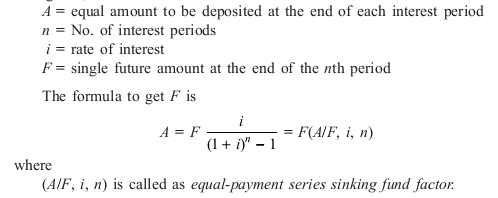 A = equal amount to be deposited at the end of each interest period
n = No. of interest periods
i = rate of interest
F = single future amount at the end of the nth period
The formula to get F is
A = F i / ((1 + i)^n − 1) = F(A/F, i, n)
where
(A/F, i, n) is called as equal-payment series sinking fund factor.